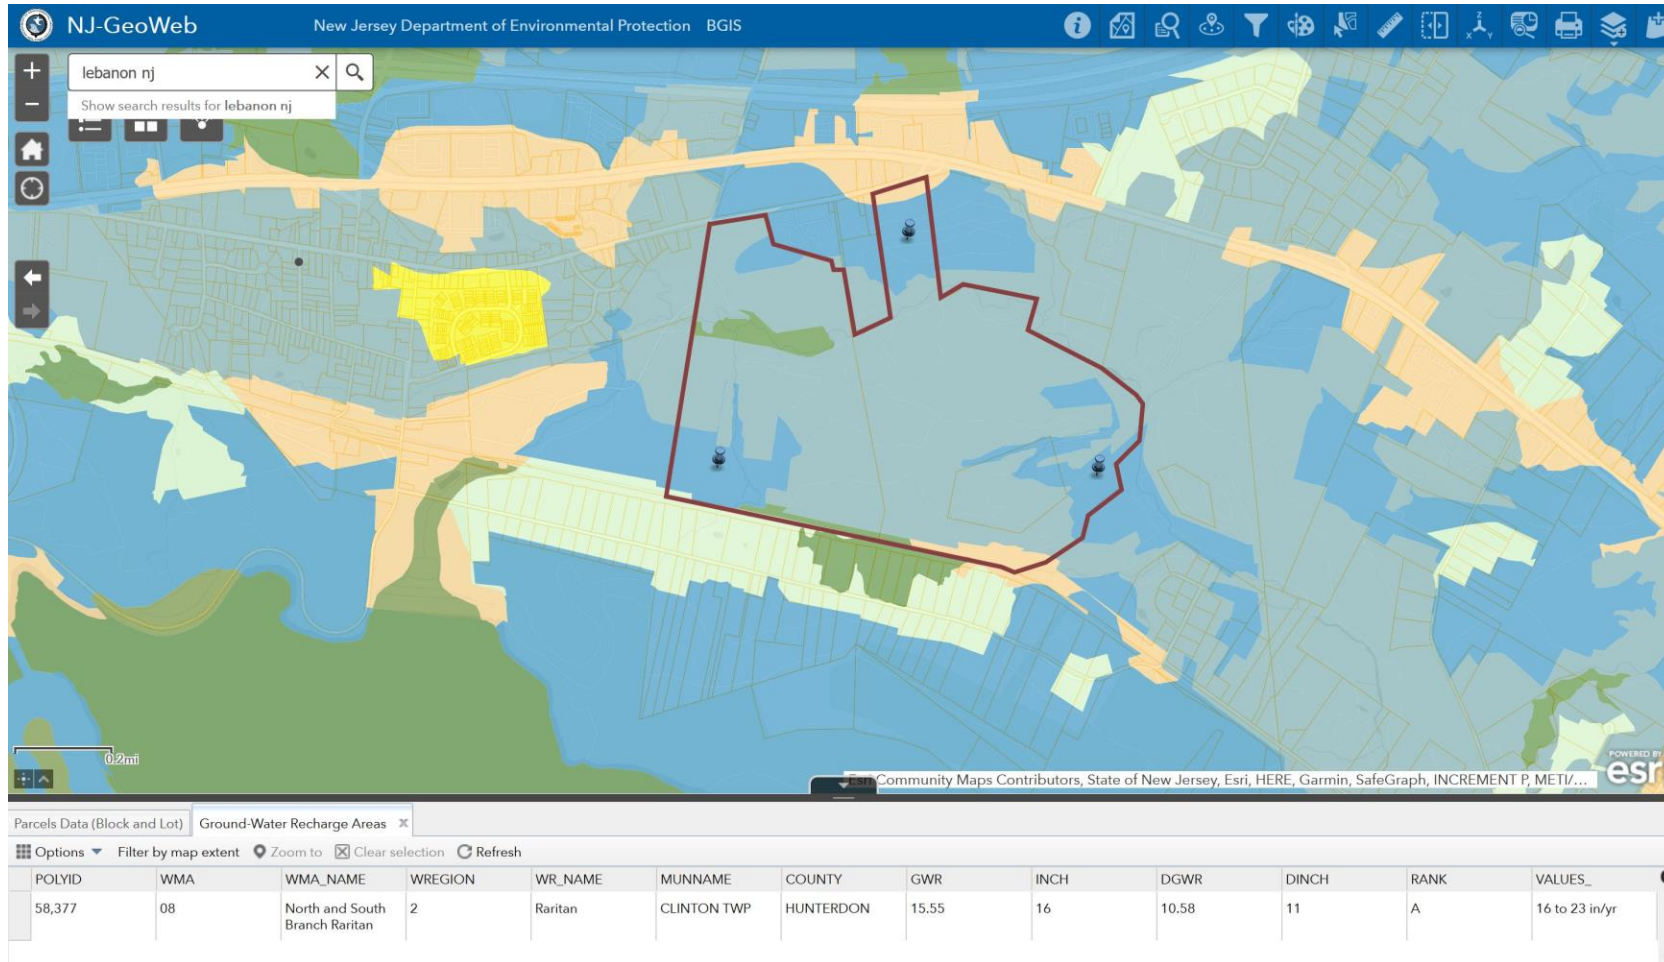 NJ-GeoWeb
New Jersey Department of Environmental Protection BGIS
lebanon nj
Show search results for lebanon nj
0.2mi
Esri Community Maps Contributors, State of New Jersey, Esri, HERE, Garmin, SafeGraph, INCREMENT P, METI/...
POWERED BY
esri
Parcels Data (Block and Lot)
Ground-Water Recharge Areas
Options Filter by map extent Zoom to Clear selection Refresh
POLYID WMA WMA_NAME WREGION WR_NAME MUNNAME COUNTY GWR INCH DGWR DINCH RANK VALUES_
58,377 08 North and South 2 Raritan CLINTON TWP HUNTERDON 15.55 16 10.58 11 A 16 to 23 in/yr
Branch Raritan